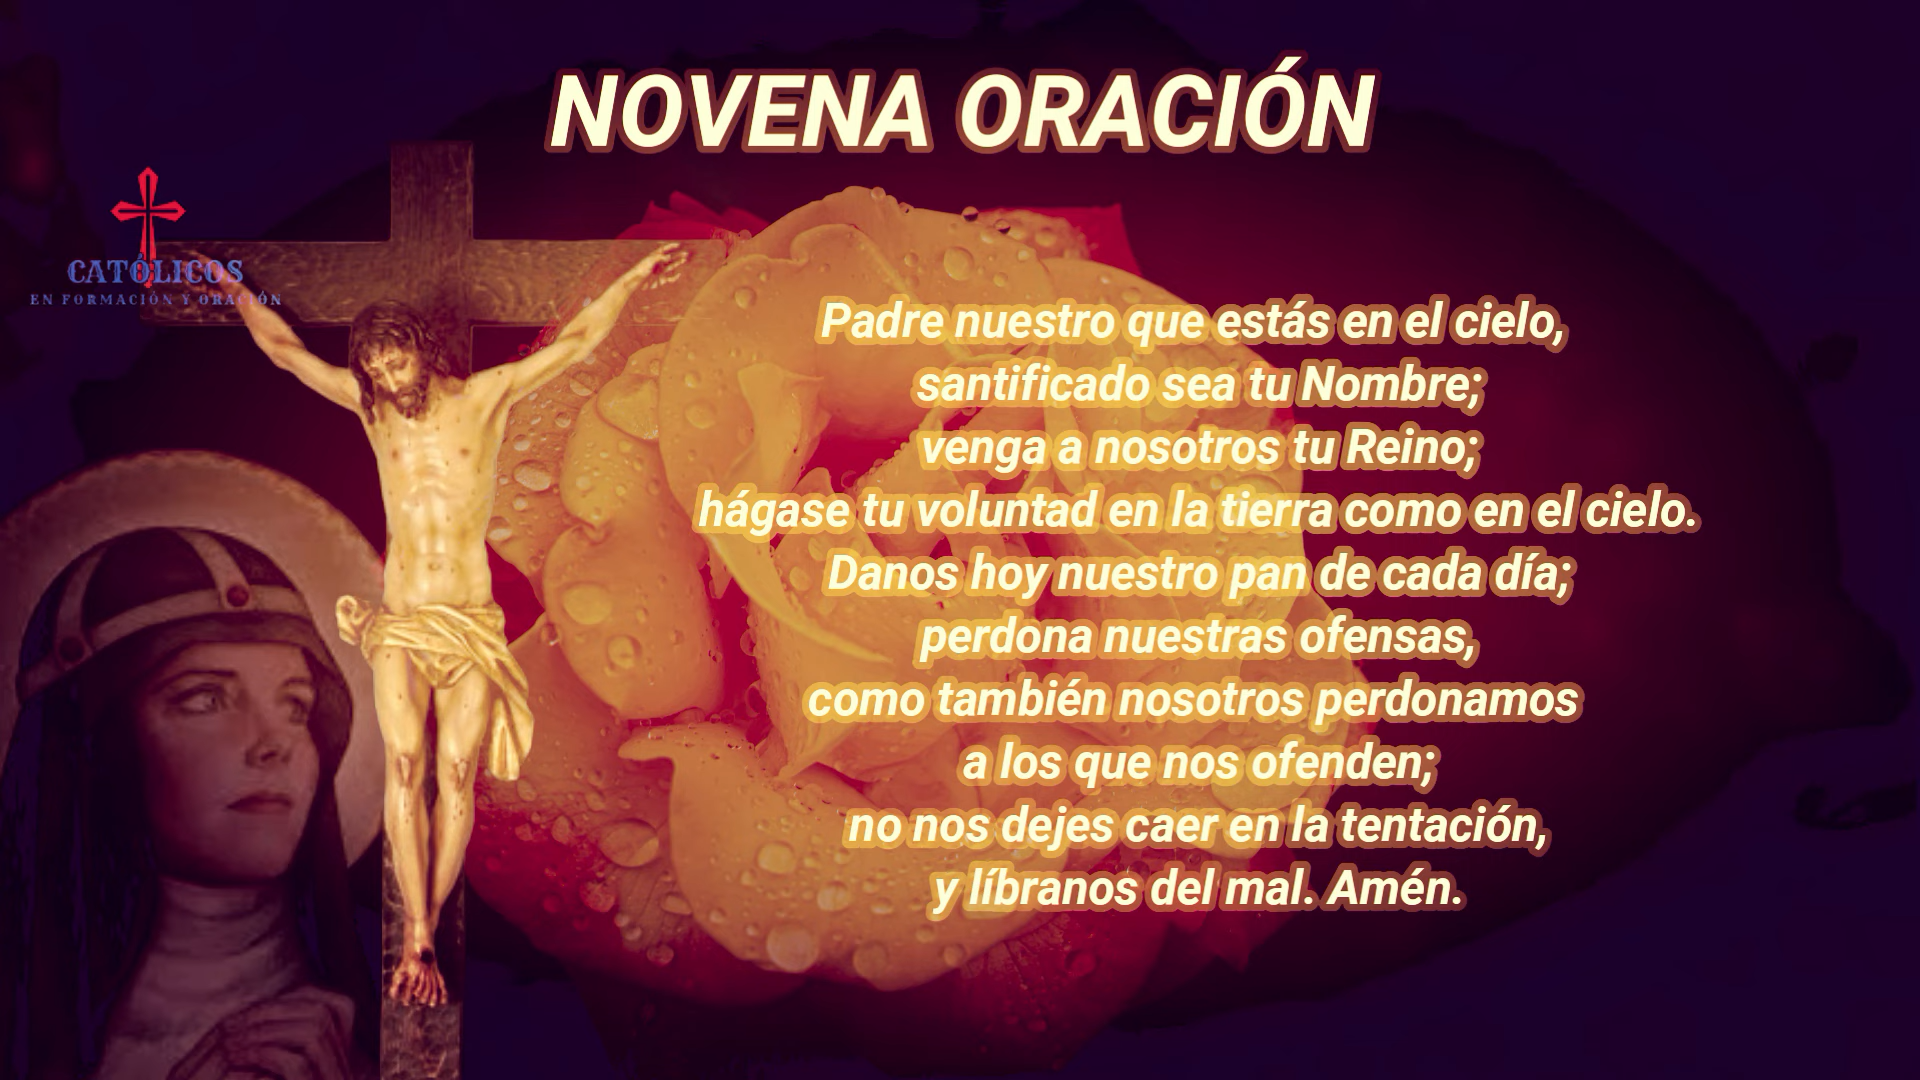 NOVENA ORACIÓN
CATÓLICOS
EN FORMACIÓN Y ORACIÓN
Padre nuestro que estás en el cielo,
santificado sea tu Nombre;
venga a nosotros tu Reino;
hágase tu voluntad en la tierra como en el cielo.
Danos hoy nuestro pan de cada día;
perdona nuestras ofensas,
como también nosotros perdonamos
a los que nos ofenden;
no nos dejes caer en la tentación,
y líbranos del mal. Amén.